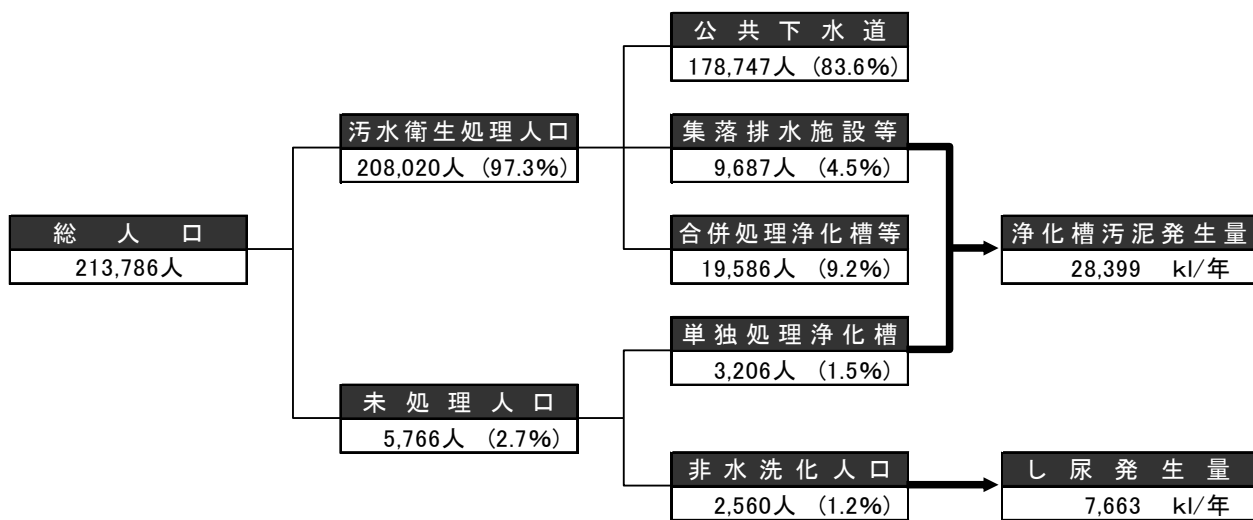 総人口
213,786人
汚水衛生処理人口
208,020人 (97.3%)
未処理人口
5,766人 (2.7%)
公共下水道
178,747人 (83.6%)
集落排水施設等
9,687人 (4.5%)
合併処理浄化槽等
19,586人 (9.2%)
単独処理浄化槽
3,206人 (1.5%)
非水洗化人口
2,560人 (1.2%)
浄化槽汚泥発生量
28,399 kl/年
し尿発生量
7,663 kl/年